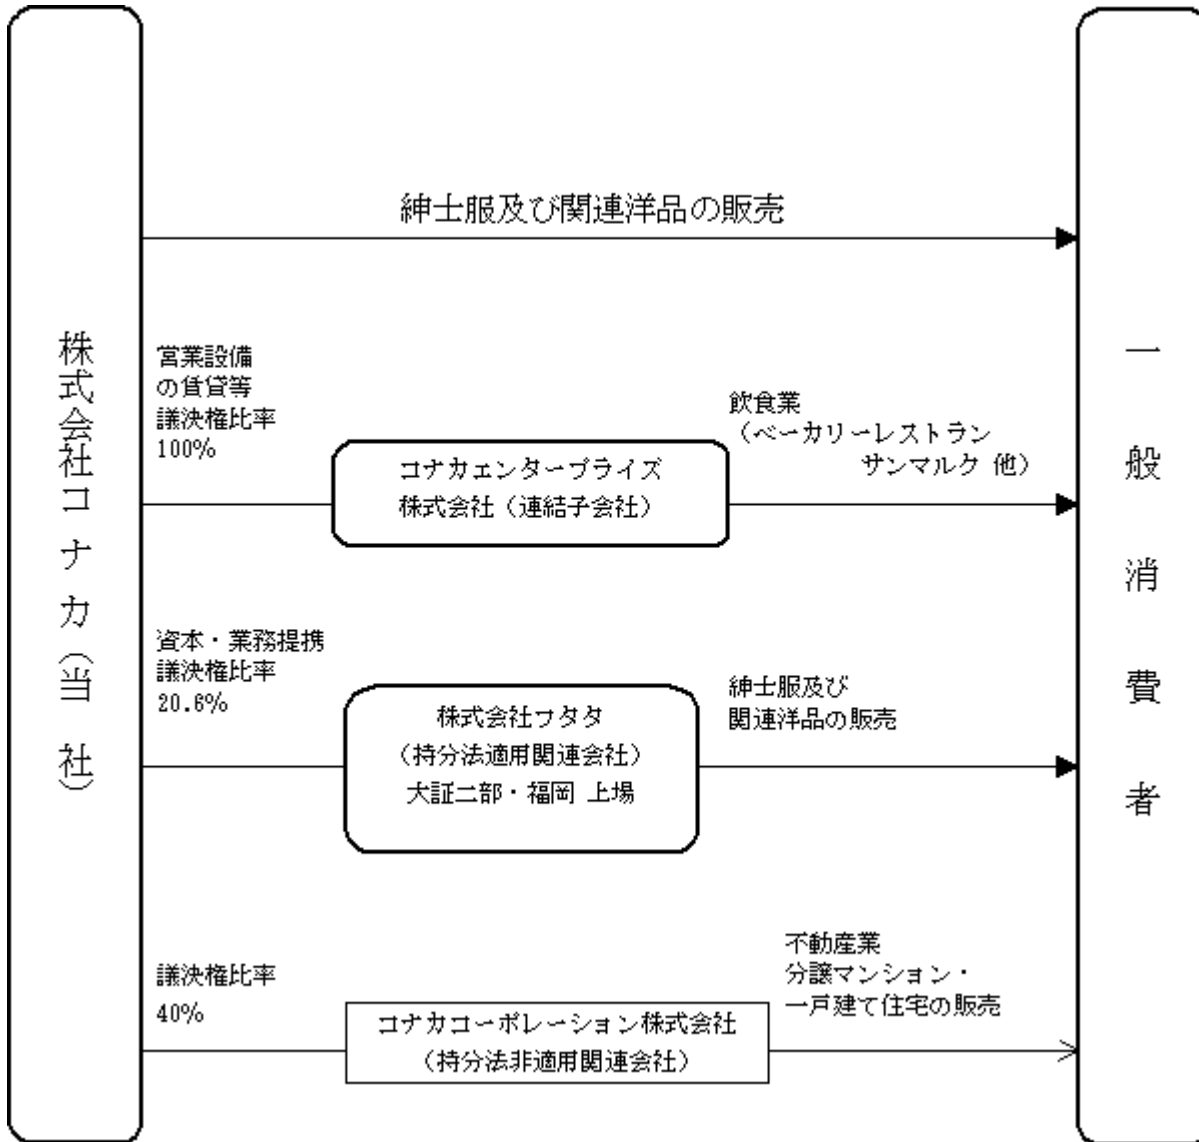 株式会社コナカ（当社）
紳士服及び関連洋品の販売
営業設備
の賃貸等
議決権比率
100%
コナカエンタープライズ
株式会社（連結子会社）
飲食業
（ベーカリーレストラン
サンマルク 他）
資本・業務提携
議決権比率
20.6%
株式会社フタタ
（持分法適用関連会社）
大証二部・福岡 上場
紳士服及び
関連洋品の販売
議決権比率
40%
コナカコーポレーション株式会社
（持分法非適用関連会社）
不動産業
分譲マンション・
一戸建て住宅の販売
一般消費者